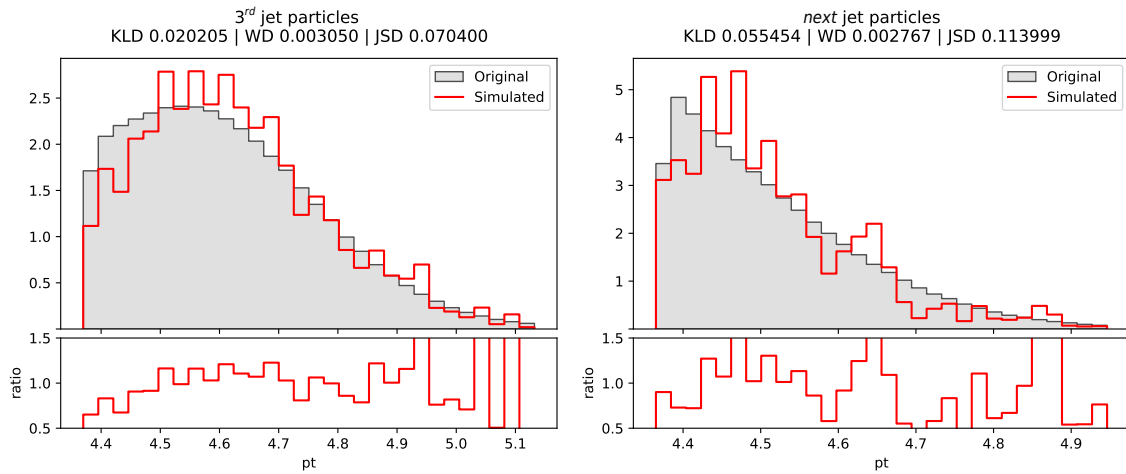 3rd jet particles
KLD 0.020205 | WD 0.003050 | JSD 0.070400
Original
Simulated
2.5
2.0
1.5
1.0
0.5
1.5
1.0
0.5
ratio
4.4 4.5 4.6 4.7 4.8 4.9 5.0 5.1
pt
next jet particles
KLD 0.055454 | WD 0.002767 | JSD 0.113999
Original
Simulated
5
4
3
2
1
1.5
1.0
0.5
ratio
4.4 4.5 4.6 4.7 4.8 4.9
pt